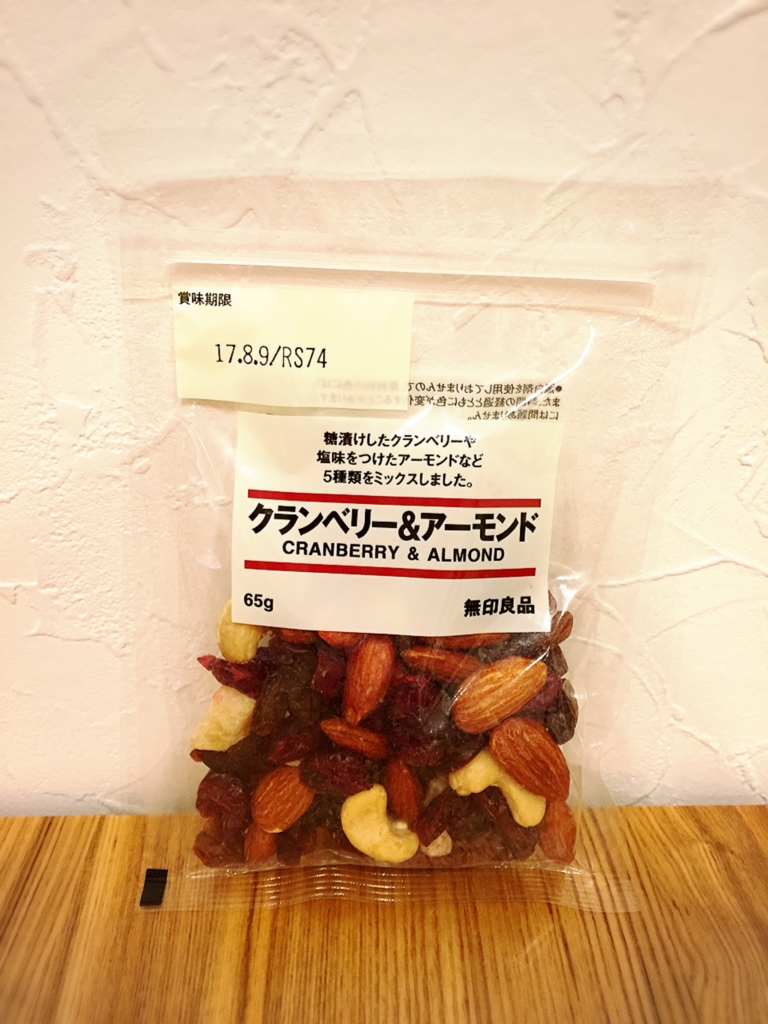 賞味期限
17.8.9/RS74
糖漬けしたクランベリーや
塩味をつけたアーモンドなど
5種類をミックスしました。
クランベリー&アーモンド
CRANBERRY & ALMOND
65g
無印良品